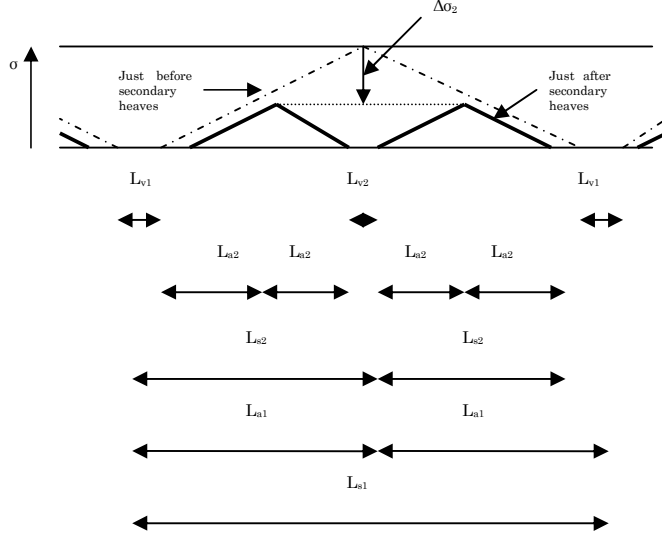 Δσ₂
σ
Just before
secondary
heaves
Just after
secondary
heaves
Lᵥ₁ Lᵥ₂ Lᵥ₁
Lₐ₂ Lₐ₂ Lₐ₂ Lₐ₂
Lₛ₂ Lₛ₂
Lₐ₁ Lₐ₁
Lₛ₁